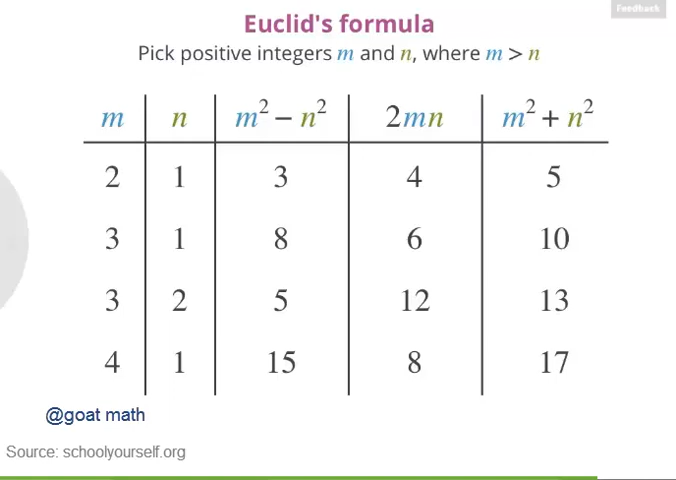 Feedback
Euclid's formula
Pick positive integers m and n, where m > n
m n m² − n² 2mn m² + n²
2 1 3 4 5
3 1 8 6 10
3 2 5 12 13
4 1 15 8 17
@goat math
Source: schoolyourself.org